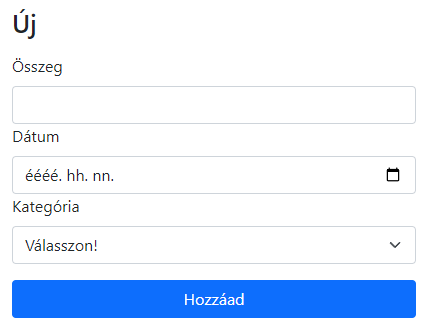 Új
Összeg
Dátum
éééé. hh. nn.
Kategória
Válasszon!
Hozzáad